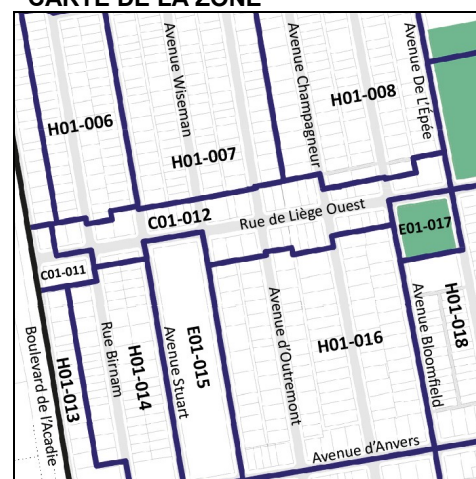 CARTE DE LA ZONE
Avenue Wiseman
Avenue Champagneur
Avenue De L'Épée
H01-006
H01-007
H01-008
C01-012
Rue de Liège Ouest
E01-017
C01-011
Boulevard de l'Acadie
H01-013
Rue Birnam
H01-014
Avenue Stuart
E01-015
Avenue d'Outremont
H01-016
Avenue Bloomfield
H01-018
Avenue d'Anvers